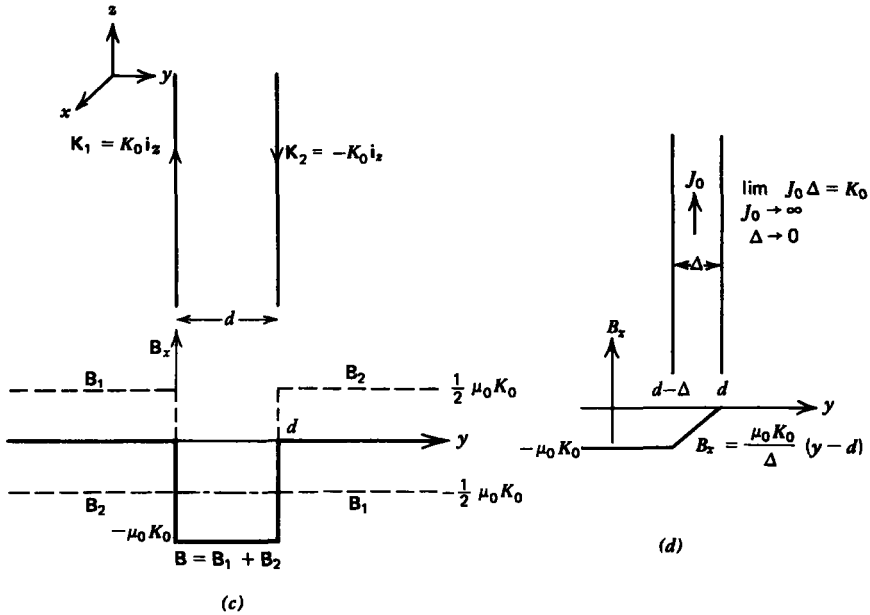 z
y
x
K₁ = K₀i_z
K₂ = −K₀i_z
d
B_x
B₁
B₂
½ μ₀K₀
d
y
B₂
B₁
−½ μ₀K₀
−μ₀K₀
B = B₁ + B₂
(c)
J₀
lim J₀Δ = K₀
J₀ → ∞
Δ → 0
Δ
B_x
d−Δ
d
y
−μ₀K₀
B_x = μ₀K₀/Δ (y − d)
(d)